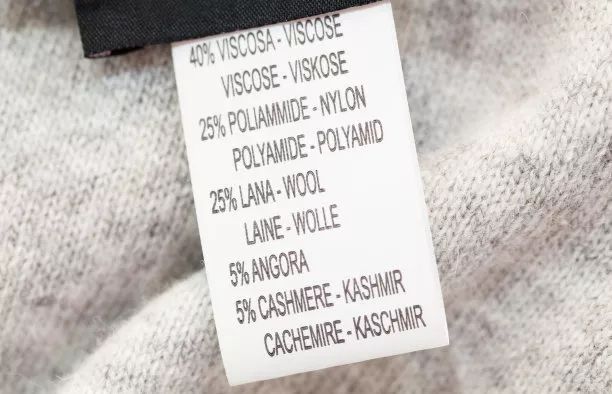 40% VISCOSA - VISCOSE
VISCOSE - VISKOSE
25% POLIAMMIDE - NYLON
POLYAMIDE - POLYAMID
25% LANA - WOOL
LAINE - WOLLE
5% ANGORA
5% CASHMERE - KASHMIR
CACHEMIRE - KASCHMIR